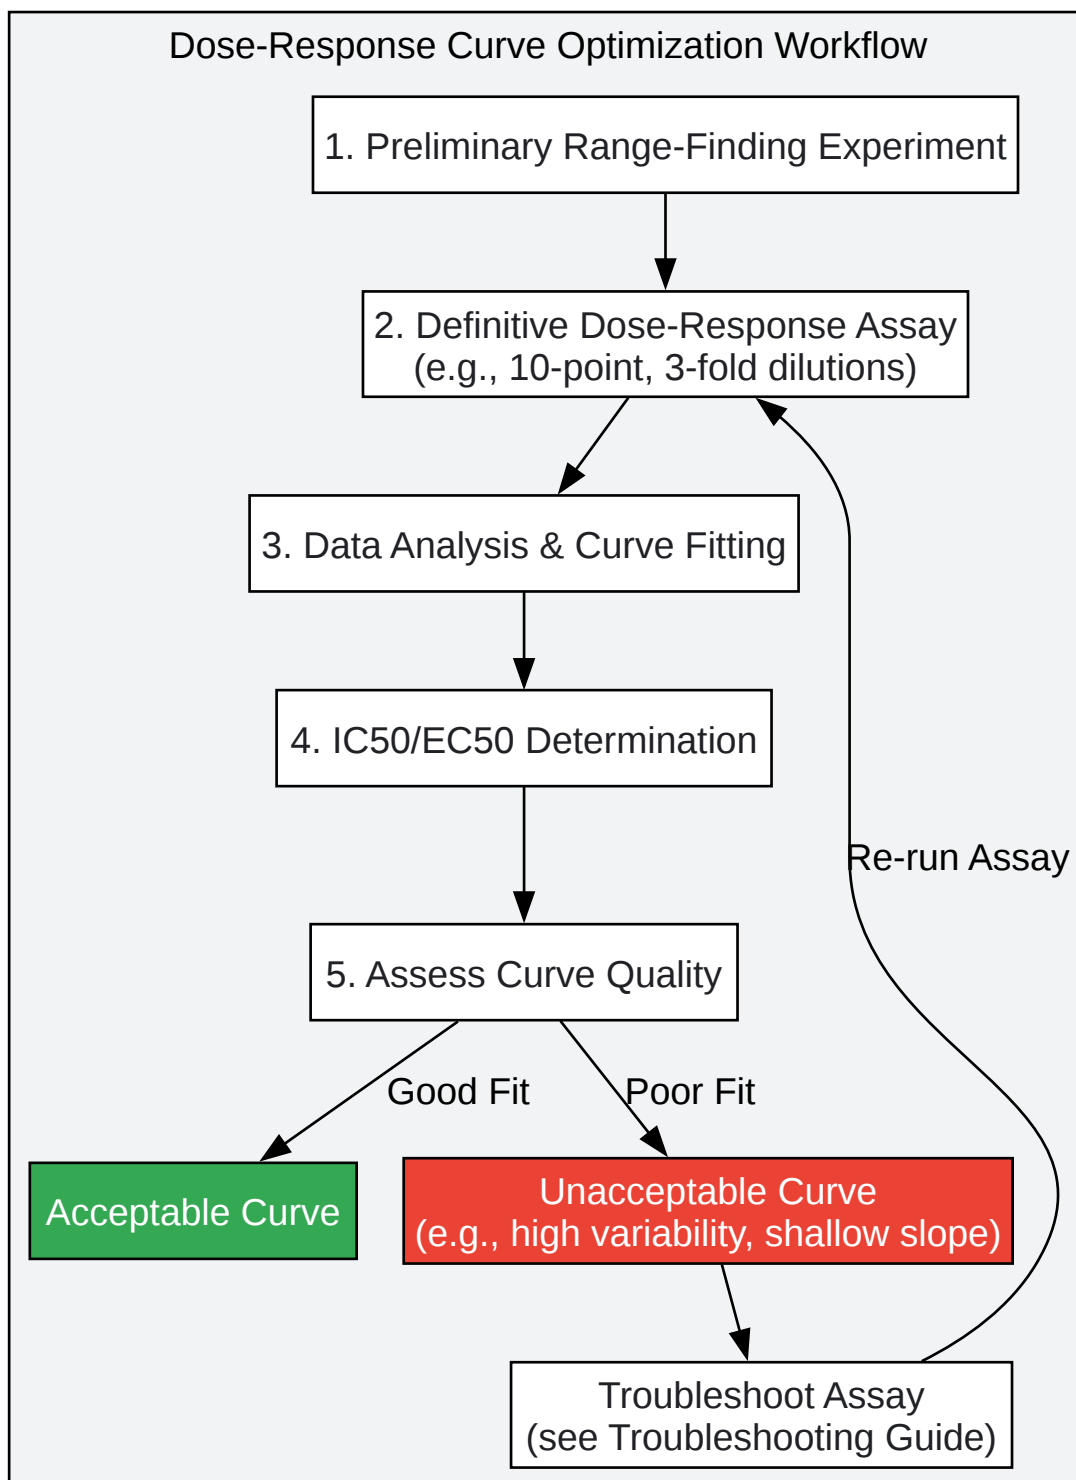 Dose-Response Curve Optimization Workflow
1. Preliminary Range-Finding Experiment
2. Definitive Dose-Response Assay
(e.g., 10-point, 3-fold dilutions)
3. Data Analysis & Curve Fitting
4. IC50/EC50 Determination
Re-run Assay
5. Assess Curve Quality
Good Fit
Poor Fit
Acceptable Curve
Unacceptable Curve
(e.g., high variability, shallow slope)
Troubleshoot Assay
(see Troubleshooting Guide)